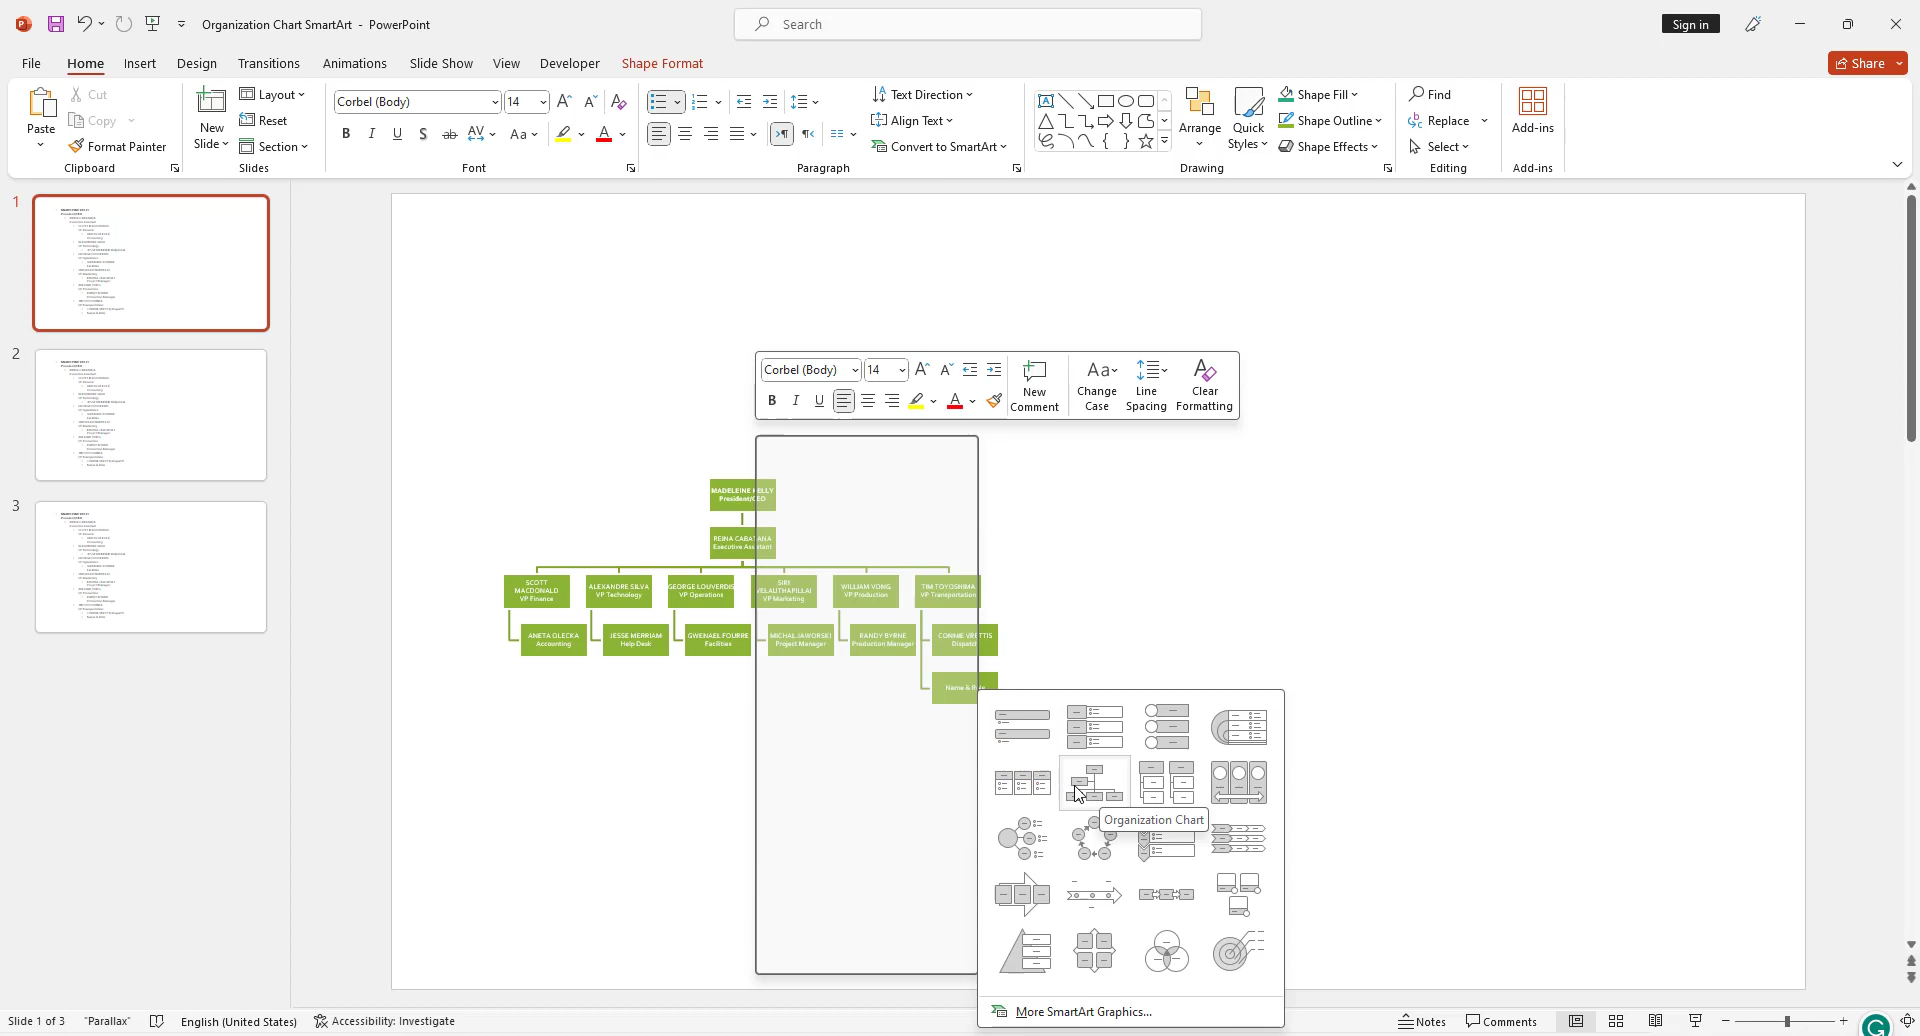 Organization Chart SmartArt - PowerPoint
Search
Sign in
File
Home
Insert
Design
Transitions
Animations
Slide Show
View
Developer
Shape Format
Share
Paste
Cut
Copy
Format Painter
Clipboard
New
Slide
Layout
Reset
Section
Slides
Corbel (Body)
14
Font
Text Direction
Align Text
Convert to SmartArt
Paragraph
Arrange
Quick
Styles
Shape Fill
Shape Outline
Shape Effects
Drawing
Find
Replace
Select
Editing
Add-ins
Add-ins
1
2
3
Corbel (Body)
14
New
Comment
Change
Case
Line
Spacing
Clear
Formatting
MADELEINE KELLY
President/CEO
REINA CABATANA
Executive Assistant
SCOTT
MACDONALD
VP Finance
ALEXANDRE SILVA
VP Technology
GEORGE LOUVERDIS
VP Operations
SIRI
VELAUTHAPILLAI
VP Marketing
WILLIAM VONG
VP Production
TIM TOYOSHIMA
VP Transportation
ANETA OLECKA
Accounting
JESSE MERRIAM
Help Desk
GWENAEL FOURRE
Facilities
MICHAL JAWORSKI
Project Manager
RANDY BYRNE
Production Manager
CONNIE VRETTIS
Dispatch
Name & Role
Organization Chart
More SmartArt Graphics...
Slide 1 of 3
"Parallax"
English (United States)
Accessibility: Investigate
Notes
Comments